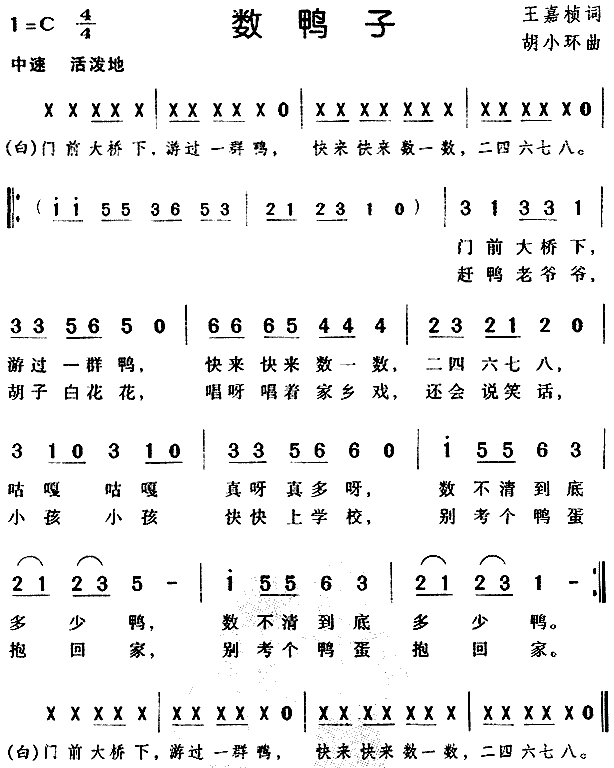 1=C 4/4 数鸭子 王嘉桢词
胡小环曲
中速 活泼地
X X X X X | X X X X X 0 | X X X X X X X | X X X X X 0 |
(白)门 前 大 桥 下, 游 过 一 群 鸭, 快 来 快 来 数 一 数, 二 四 六 七 八。
‖: ( i i 5 5 3 6 5 3 | 2 1 2 3 1 0 ) | 3 1 3 3 1 |
门 前 大 桥 下,
赶 鸭 老 爷 爷,
3 3 5 6 5 0 | 6 6 6 5 4 4 4 | 2 3 2 1 2 0 |
游 过 一 群 鸭, 快 来 快 来 数 一 数, 二 四 六 七 八,
胡 子 白 花 花, 唱 呀 唱 着 家 乡 戏, 还 会 说 笑 话,
3 1 0 3 1 0 | 3 3 5 6 6 0 | i 5 5 6 3 |
咕 嘎 咕 嘎 真 呀 真 多 呀, 数 不 清 到 底
小 孩 小 孩 快 快 上 学 校, 别 考 个 鸭 蛋
2 1 2 3 5 - | i 5 5 6 3 | 2 1 2 3 1 - :‖
多 少 鸭, 数 不 清 到 底 多 少 鸭。
抱 回 家, 别 考 个 鸭 蛋 抱 回 家。
X X X X X | X X X X X 0 | X X X X X X X | X X X X X 0 ‖
(白)门 前 大 桥 下, 游 过 一 群 鸭, 快 来 快 来 数 一 数, 二 四 六 七 八。